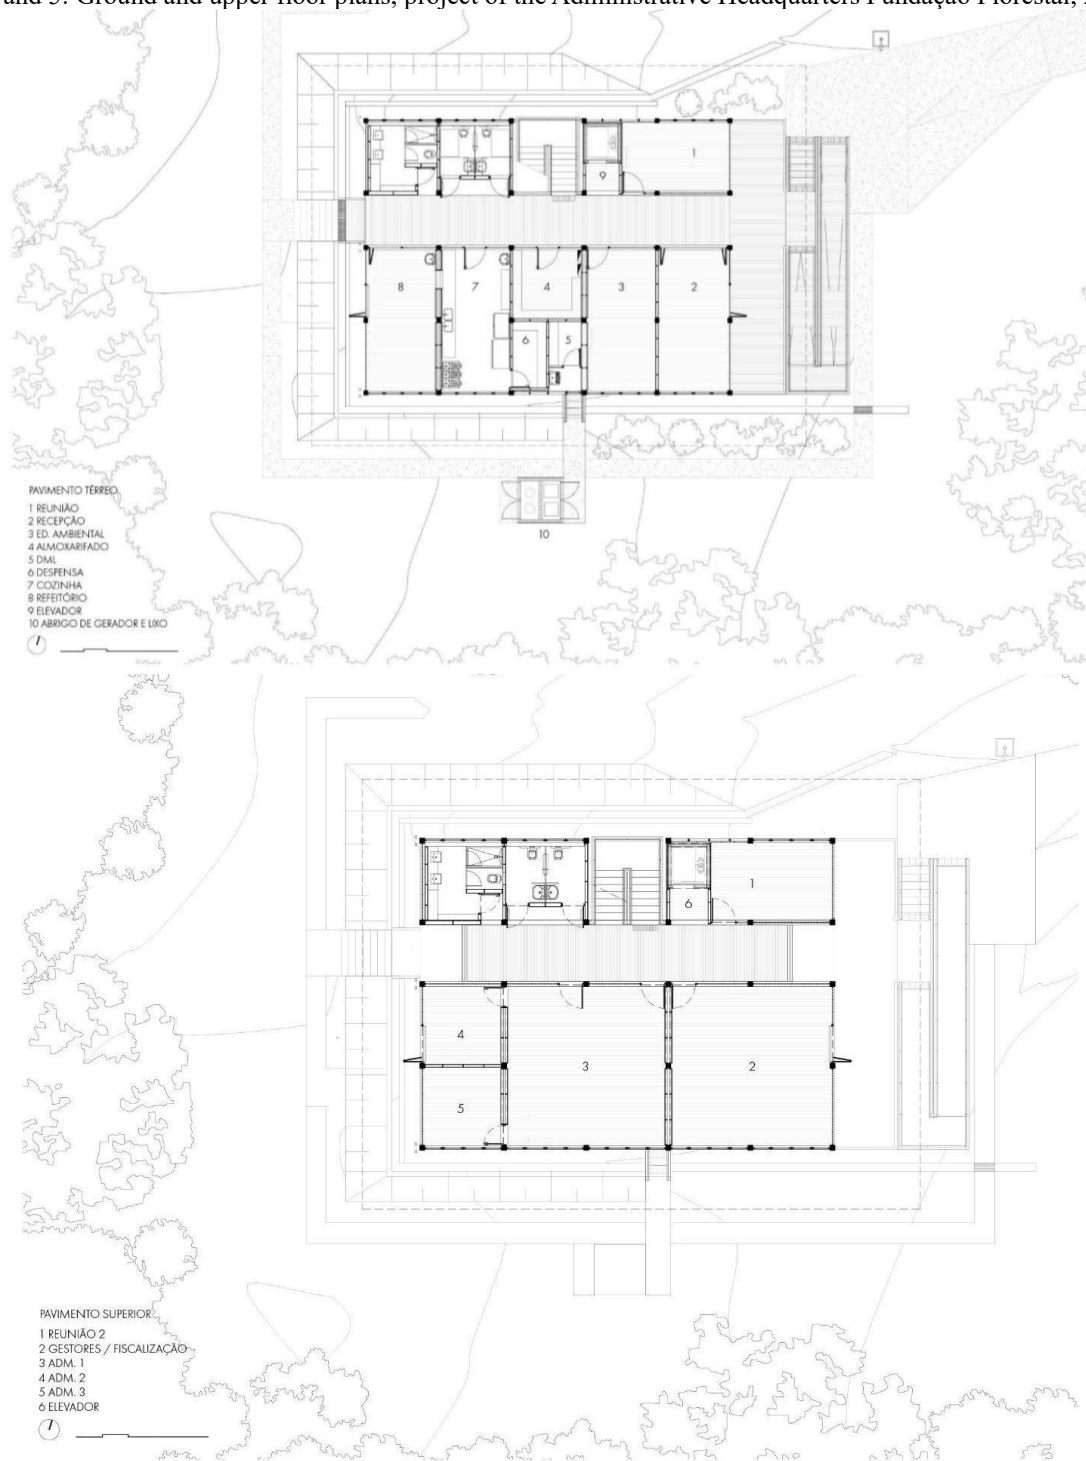 and 5: Ground and upper floor plans, project of the Administrative Headquarters Fundação Florestal,
1
9
8
7
4
3
2
6
5
PAVIMENTO TÉRREO
1 REUNIÃO
2 RECEPÇÃO
3 ED. AMBIENTAL
4 ALMOXARIFADO
5 DML
6 DESPENSA
7 COZINHA
8 REFEITÓRIO
9 ELEVADOR
10 ABRIGO DE GERADOR E LIXO
10
1
6
4
3
2
5
PAVIMENTO SUPERIOR
1 REUNIÃO 2
2 GESTORES / FISCALIZAÇÃO
3 ADM. 1
4 ADM. 2
5 ADM. 3
6 ELEVADOR